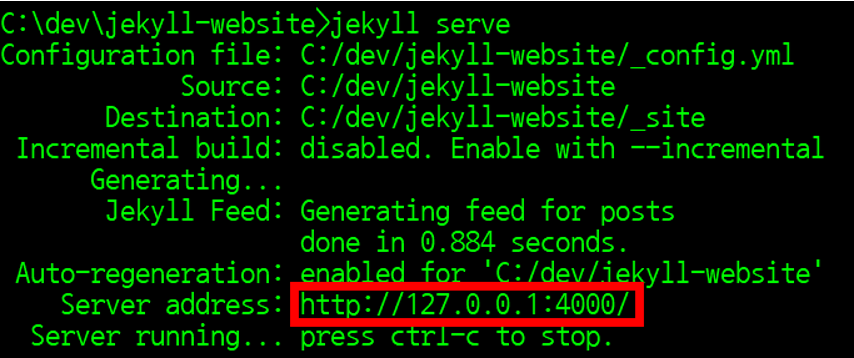 C:\dev\jekyll-website>jekyll serve
Configuration file: C:/dev/jekyll-website/_config.yml
Source: C:/dev/jekyll-website
Destination: C:/dev/jekyll-website/_site
Incremental build: disabled. Enable with --incremental
Generating...
Jekyll Feed: Generating feed for posts
done in 0.884 seconds.
Auto-regeneration: enabled for 'C:/dev/jekyll-website'
Server address: http://127.0.0.1:4000/
Server running... press ctrl-c to stop.